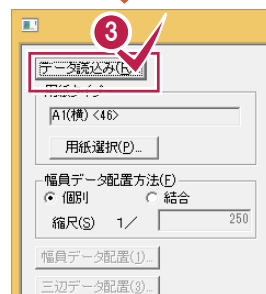 3
データ読込み(
A1(横) <46>
用紙選択(P)...
幅員データ配置方法(F)
個別 結合
縮尺(S) 1/ 250
幅員データ配置(1)...
三辺データ配置(3)...